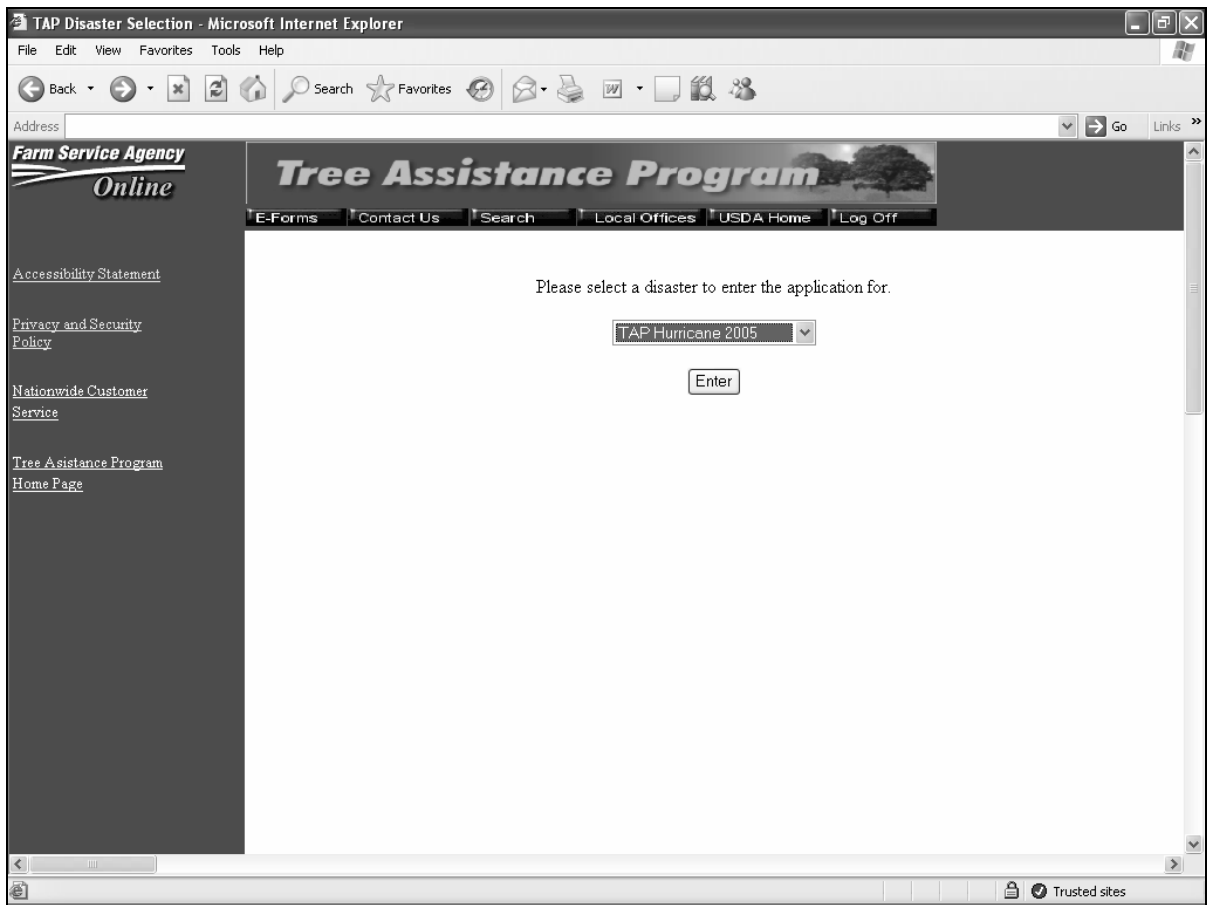 TAP Disaster Selection - Microsoft Internet Explorer
File Edit View Favorites Tools Help
Back Search Favorites
Address Go Links »
Farm Service Agency
Online
Tree Assistance Program
E-Forms Contact Us Search Local Offices USDA Home Log Off
Accessibility Statement
Please select a disaster to enter the application for.
Privacy and Security
Policy
TAP Hurricane 2005
Enter
Nationwide Customer
Service
Tree Asistance Program
Home Page
Trusted sites